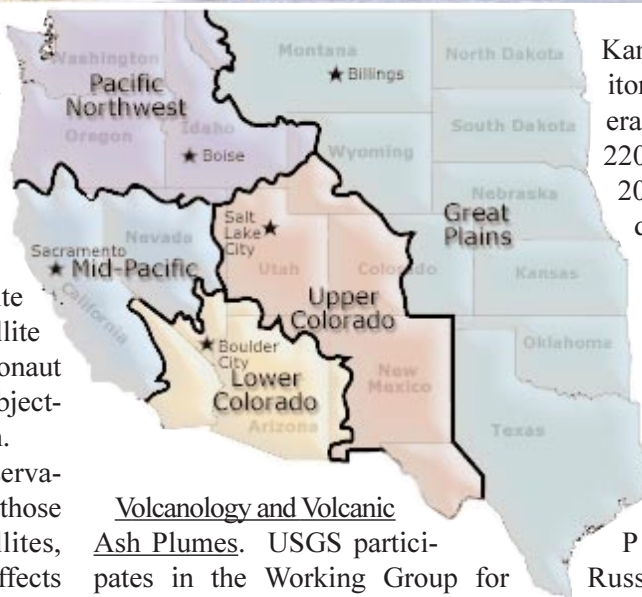 Washington
Montana
North Dakota
Pacific
Northwest
★ Billings
Oregon
Idaho
South Dakota
★ Boise
Wyoming
Nebraska
Great
Plains
Salt
Lake
City ★
Nevada
Sacramento
★ Mid-Pacific
Utah
Colorado
Kansas
California
Upper
Colorado
★ Boulder
City
Oklahoma
Lower
Colorado
New
Mexico
Arizona
Texas
Kan
itor
era
220
20
ite
llite
onaut
bject-
serva-
those
llites,
ffects
Volcanology and Volcanic
Ash Plumes. USGS partici-
pates in the Working Group for
P
Russ